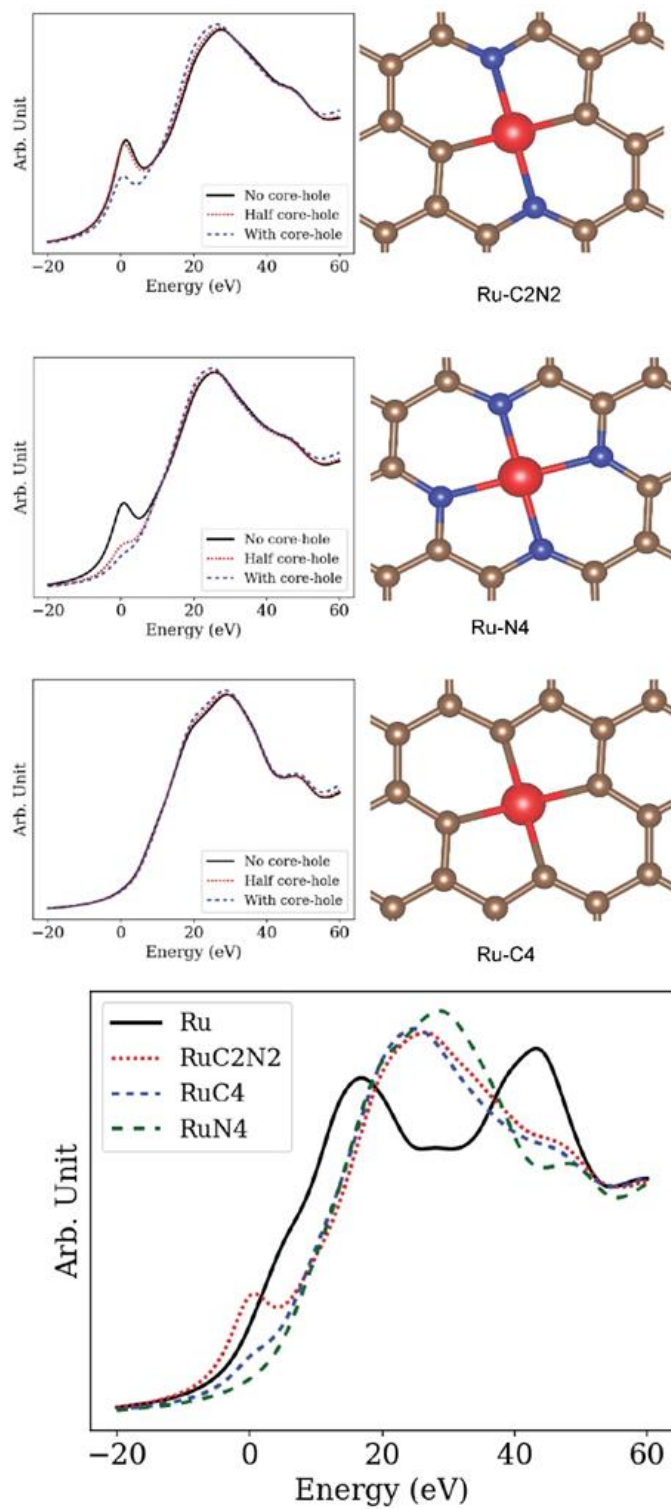 Arb. Unit
No core-hole
Half core-hole
With core-hole
−20 0 20 40 60
Energy (eV)
Ru-C2N2
Arb. Unit
No core-hole
Half core-hole
With core-hole
−20 0 20 40 60
Energy (eV)
Ru-N4
Arb. Unit
No core-hole
Half core-hole
With core-hole
−20 0 20 40 60
Energy (eV)
Ru-C4
Arb. Unit
Ru
RuC2N2
RuC4
RuN4
−20 0 20 40 60
Energy (eV)